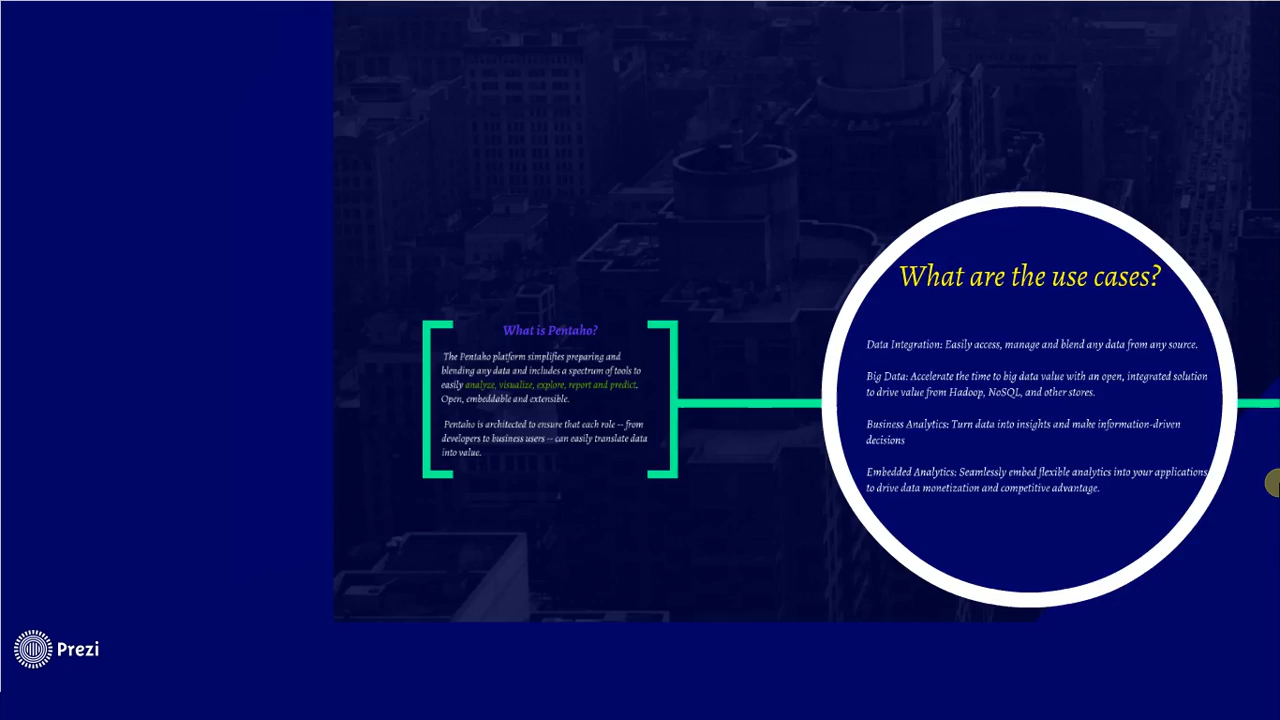 What is Pentaho?
The Pentaho platform simplifies preparing and
blending any data and includes a spectrum of tools to
easily analyze, visualize, explore, report and predict.
Open, embeddable and extensible.
Pentaho is architected to ensure that each role -- from
developers to business users -- can easily translate data
into value.
What are the use cases?
Data Integration: Easily access, manage and blend any data from any source.
Big Data: Accelerate the time to big data value with an open, integrated solution
to drive value from Hadoop, NoSQL, and other stores.
Business Analytics: Turn data into insights and make information-driven
decisions
Embedded Analytics: Seamlessly embed flexible analytics into your applications
to drive data monetization and competitive advantage.
Prezi